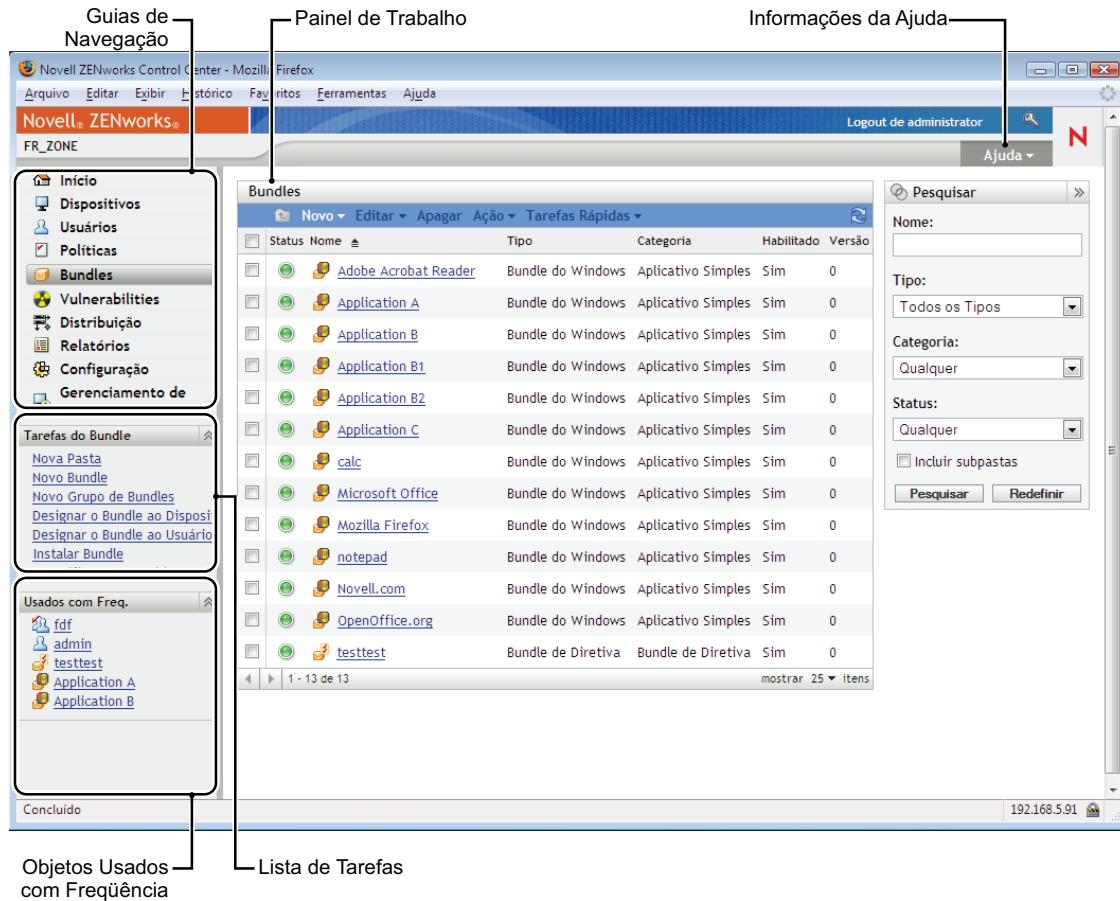 Guias de
Navegação
Painel de Trabalho
Informações da Ajuda
Novell ZENworks Control Center - Mozilla Firefox
Arquivo Editar Exibir Histórico Favoritos Ferramentas Ajuda
Novell® ZENworks®
Logout de administrator
N
FR_ZONE
Ajuda
Início
Dispositivos
Usuários
Políticas
Bundles
Vulnerabilities
Distribuição
Relatórios
Configuração
Gerenciamento de
Tarefas do Bundle
Nova Pasta
Novo Bundle
Novo Grupo de Bundles
Designar o Bundle ao Disposit
Designar o Bundle ao Usuário
Instalar Bundle
Usados com Freq.
fdf
admin
testtest
Application A
Application B
Bundles
Novo Editar Apagar Ação Tarefas Rápidas
Status Nome Tipo Categoria Habilitado Versão
Adobe Acrobat Reader Bundle do Windows Aplicativo Simples Sim 0
Application A Bundle do Windows Aplicativo Simples Sim 0
Application B Bundle do Windows Aplicativo Simples Sim 0
Application B1 Bundle do Windows Aplicativo Simples Sim 0
Application B2 Bundle do Windows Aplicativo Simples Sim 0
Application C Bundle do Windows Aplicativo Simples Sim 0
calc Bundle do Windows Aplicativo Simples Sim 0
Microsoft Office Bundle do Windows Aplicativo Simples Sim 0
Mozilla Firefox Bundle do Windows Aplicativo Simples Sim 0
notepad Bundle do Windows Aplicativo Simples Sim 0
Novell.com Bundle do Windows Aplicativo Simples Sim 0
OpenOffice.org Bundle do Windows Aplicativo Simples Sim 0
testtest Bundle de Diretiva Bundle de Diretiva Sim 0
1 - 13 de 13 mostrar 25 itens
Pesquisar
Nome:
Tipo:
Todos os Tipos
Categoria:
Qualquer
Status:
Qualquer
Incluir subpastas
Pesquisar Redefinir
Concluído
192.168.5.91
Objetos Usados
com Freqüência
Lista de Tarefas